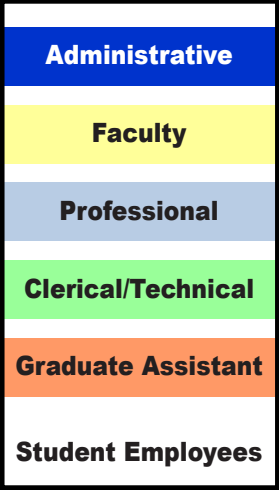 Administrative
Faculty
Professional
Clerical/Technical
Graduate Assistant
Student Employees